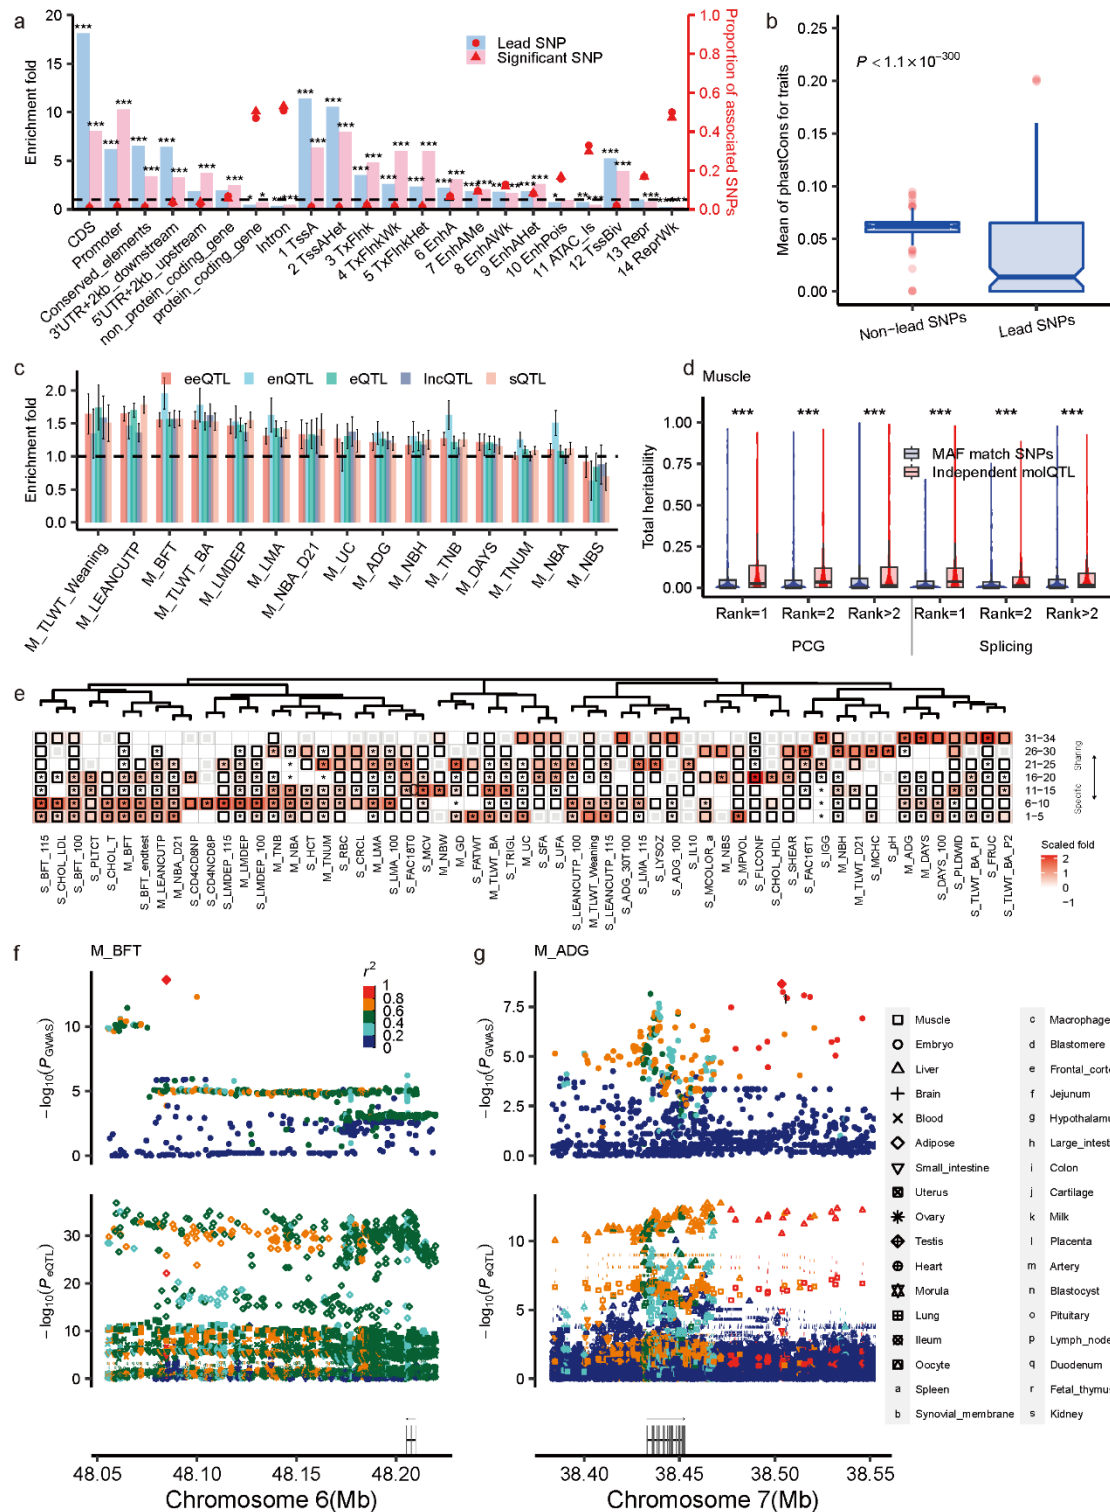 a
Enrichment fold
20
15
10
5
0
Lead SNP
Significant SNP
1.0
0.8
0.6
0.4
0.2
0.0
Proportion of associated SNPs
CDS
Promoter
Conserved_elements
3'UTR+2kb_downstream
5'UTR+2kb_upstream
non_protein_coding_gene
protein_coding_gene
Intron
1 TssA
2 TssAHet
3 TxFlnk
4 TxFlnkWk
5 TxFlnkHet
6 EnhA
7 EnhAMe
8 EnhAWk
9 EnhAHet
10 EnhPois
11 ATAC_Is
12 TssBiv
13 Repr
14 ReprWk
b
P < 1.1 × 10−300
Mean of phastCons for traits
0.20
0.15
0.10
0.05
0.00
Non-lead SNPs
Lead SNPs
c
eeQTL
enQTL
eQTL
lncQTL
sQTL
Enrichment fold
2.0
1.5
1.0
0.5
0.0
M_TLWT_Weaning
M_LEANCUTP
M_BFT
M_TLWT_BA
M_LMDEP
M_LMA
M_NBA_D21
M_UC
M_ADG
M_NBH
M_TNB
M_DAYS
M_TNUM
M_NBA
M_NBS
d
Muscle
*** *** *** *** *** ***
MAF match SNPs
Independent molQTL
Total heritability
1.00
0.75
0.50
0.25
0.00
Rank=1 Rank=2 Rank>2 Rank=1 Rank=2 Rank>2
PCG Splicing
e
31−34
26−30
21−25
16−20
11−15
6−10
1−5
Sharing
Specific
S_BFT_115
S_CHOL_LDL
S_BFT_100
S_PLTCT
S_CHOL_T
M_BFT
S_BFT_endtest
M_LEANCUTP
M_NBA_D21
S_CD4CD8NP
S_CD4NCD8P
S_LMDEP_115
M_LMDEP
S_LMDEP_100
M_TNB
M_NBA
S_HCT
M_TNUM
S_RBC
S_CRCL
M_LMA
S_LMA_100
S_FAC18T0
S_MCV
M_NBW
M_GD
S_FATWT
M_TLWT_BA
S_TRIGL
M_UC
S_SFA
S_UFA
S_LEANCUTP_100
M_TLWT_Weaning
S_LEANCUTP_115
S_ADG_30T100
S_LMA_115
S_LYSOZ
S_ADG_100
S_IL10
S_MCOLOR_a
M_NBS
S_MPVOL
S_FLCONF
S_CHOL_HDL
S_SHEAR
S_FAC16T1
S_IGG
M_NBH
M_TLWT_D21
S_MCHC
S_pH
M_ADG
M_DAYS
S_DAYS_100
S_PLDWID
S_TLWT_BA_P1
S_FRUC
S_TLWT_BA_P2
Scaled fold
2
1
0
−1
f
M_BFT
r2
1
0.8
0.6
0.4
0.2
0
−log10(PGWAS)
10
5
0
−log10(PeQTL)
30
20
10
0
48.05 48.10 48.15 48.20
Chromosome 6(Mb)
g
M_ADG
−log10(PGWAS)
7.5
5.0
2.5
0.0
−log10(PeQTL)
10
5
0
38.40 38.45 38.50 38.55
Chromosome 7(Mb)
Muscle
Embryo
Liver
Brain
Blood
Adipose
Small_intestine
Uterus
Ovary
Testis
Heart
Morula
Lung
Ileum
Oocyte
a Spleen
b Synovial_membrane
c Macrophage
d Blastomere
e Frontal_corte
f Jejunum
g Hypothalamu
h Large_intesti
i Colon
j Cartilage
k Milk
l Placenta
m Artery
n Blastocyst
o Pituitary
p Lymph_node
q Duodenum
r Fetal_thymus
s Kidney